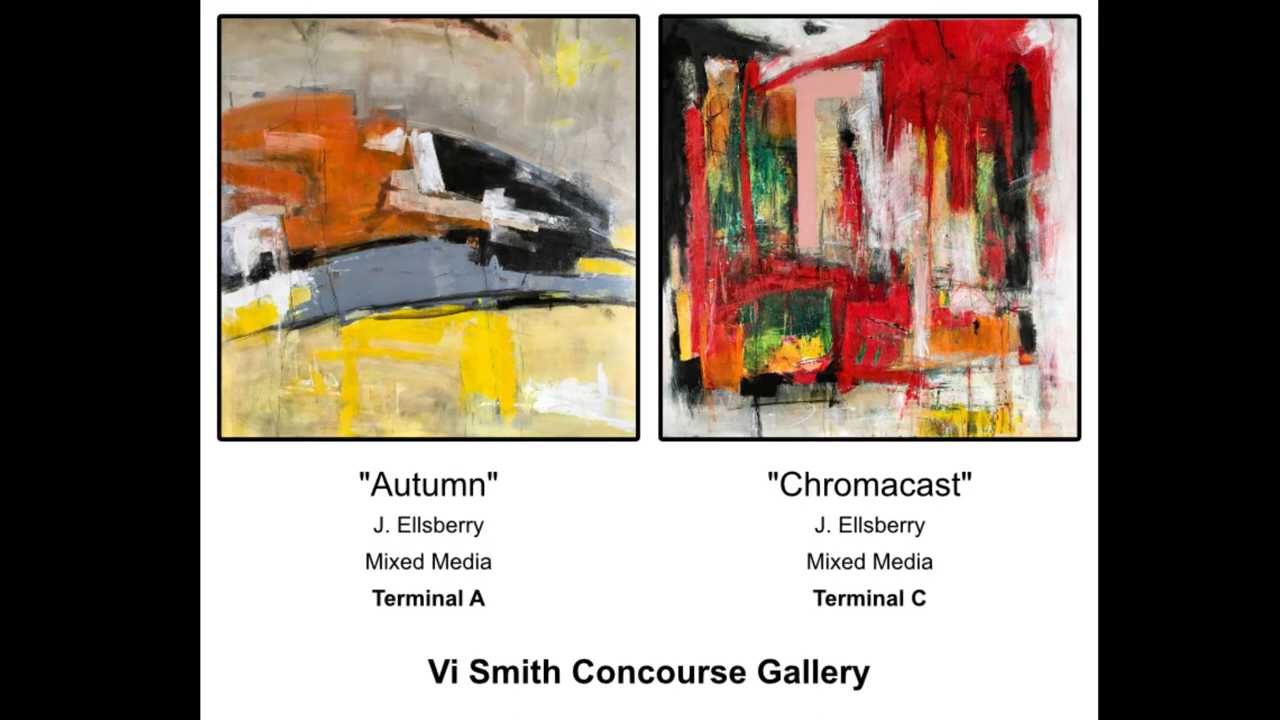 "Autumn"
J. Ellsberry
Mixed Media
Terminal A
"Chromacast"
J. Ellsberry
Mixed Media
Terminal C
Vi Smith Concourse Gallery